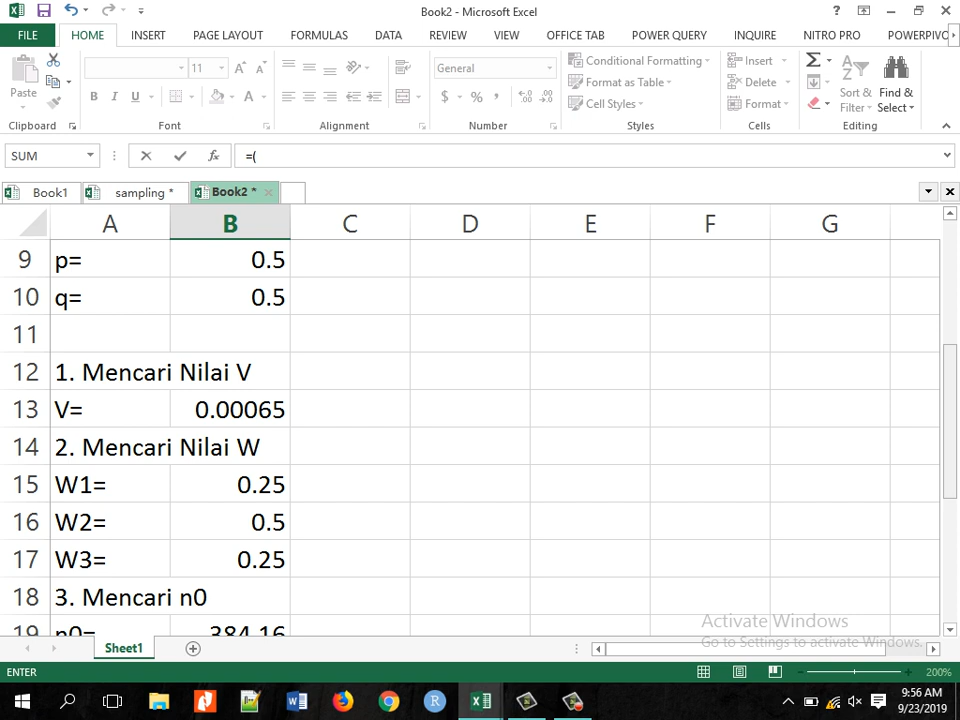 Book2 - Microsoft Excel
FILE HOME INSERT PAGE LAYOUT FORMULAS DATA REVIEW VIEW OFFICE TAB POWER QUERY INQUIRE NITRO PRO POWERPIVO
Paste
11
General
Conditional Formatting
Format as Table
Cell Styles
Insert
Delete
Format
Sort & Filter
Find & Select
Clipboard Font Alignment Number Styles Cells Editing
SUM =(
Book1 sampling * Book2 *
A B C D E F G
9 p= 0.5
10 q= 0.5
11
12 1. Mencari Nilai V
13 V= 0.00065
14 2. Mencari Nilai W
15 W1= 0.25
16 W2= 0.5
17 W3= 0.25
18 3. Mencari n0
19 n0= 384.16
Activate Windows
Go to Settings to activate Windows.
Sheet1
ENTER 200%
9:56 AM
9/23/2019